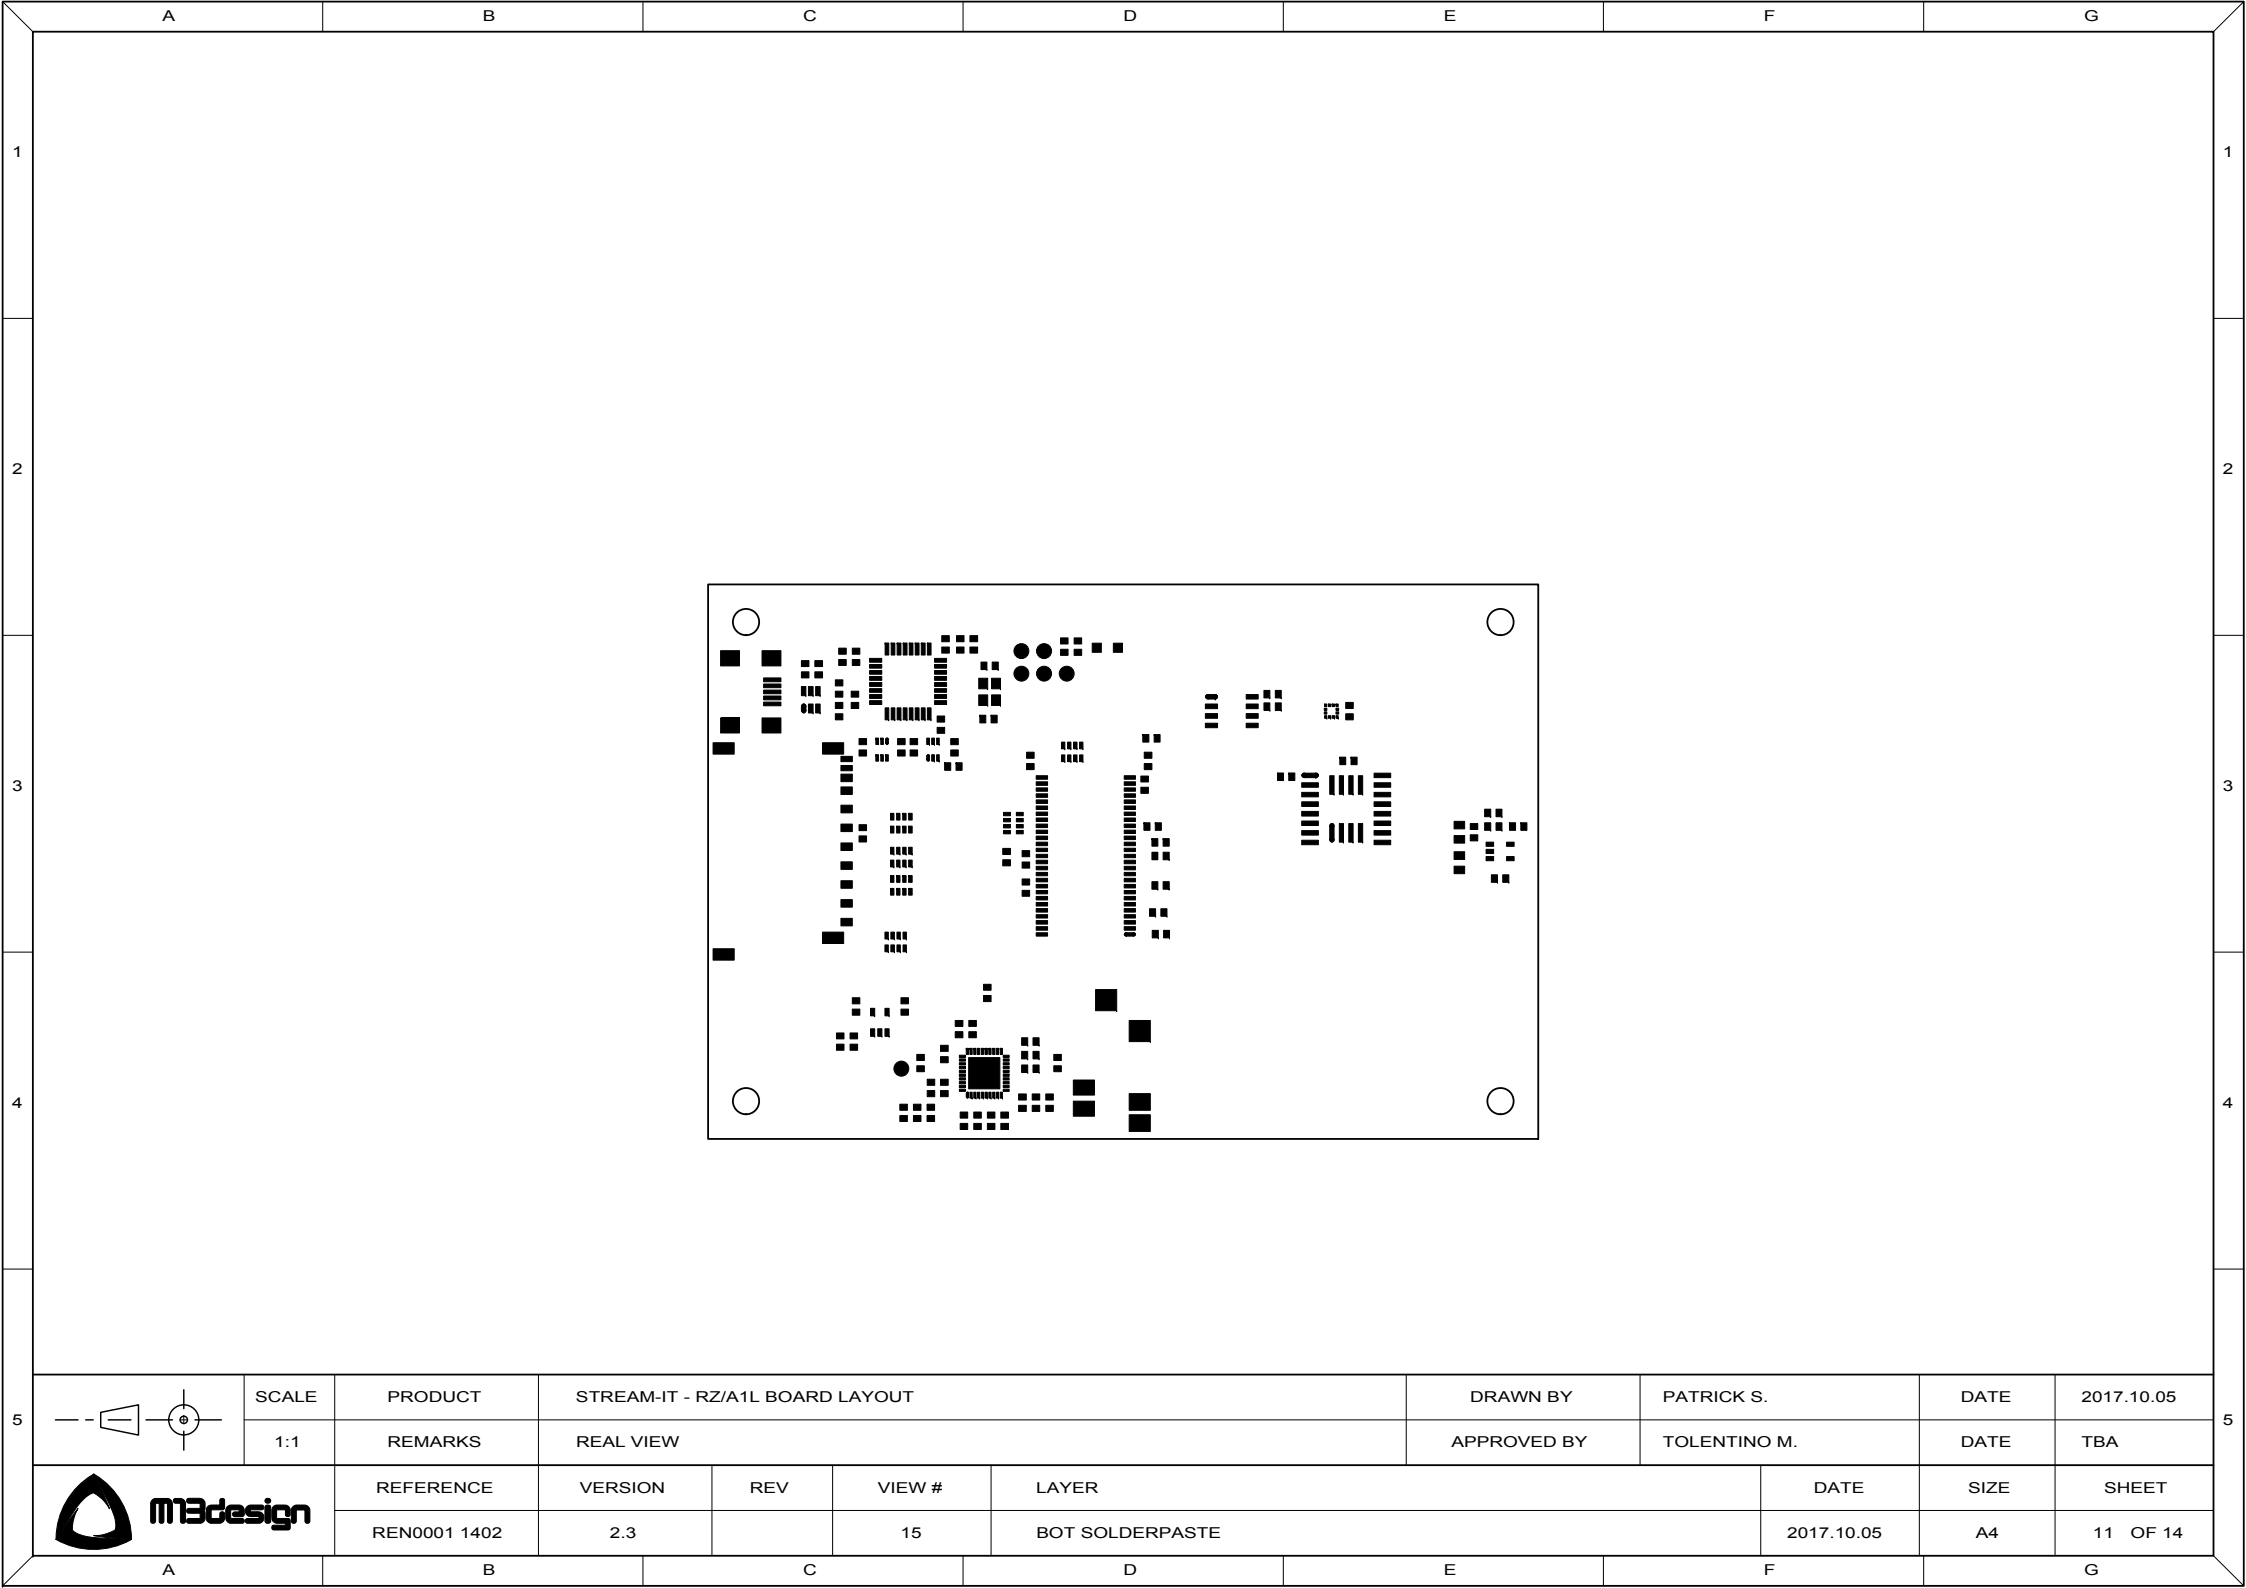 A B C D E F G
1 1
2 2
3 3
4 4
SCALE PRODUCT STREAM-IT - RZ/A1L BOARD LAYOUT DRAWN BY PATRICK S. DATE 2017.10.05
5 5
1:1 REMARKS REAL VIEW APPROVED BY TOLENTINO M. DATE TBA
REFERENCE VERSION REV VIEW # LAYER DATE SIZE SHEET
M13design
REN0001 1402 2.3 15 BOT SOLDERPASTE 2017.10.05 A4 11 OF 14
A B C D E F G